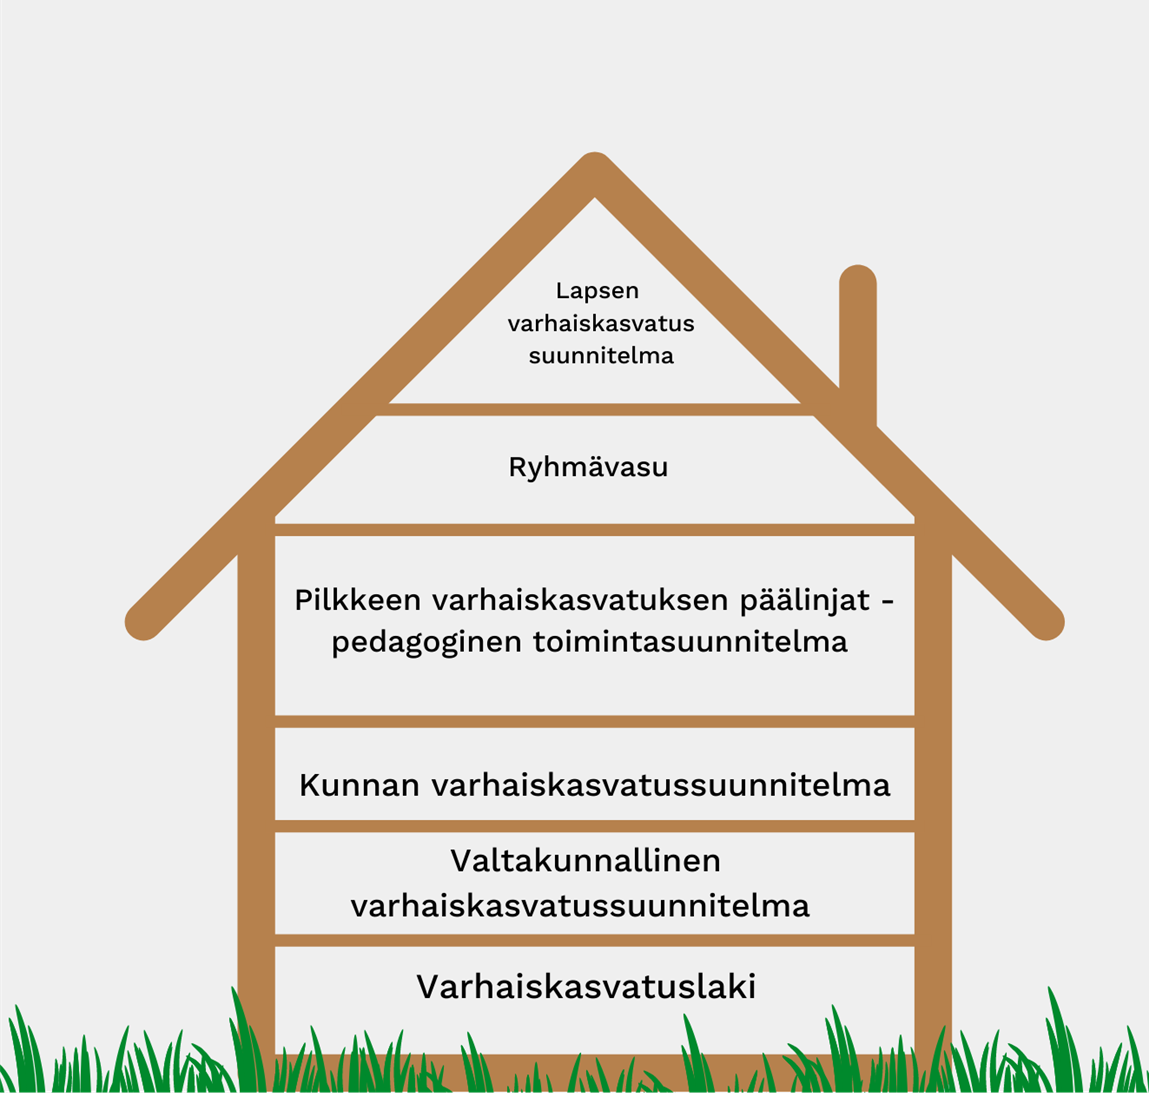 Lapsen
varhaiskasvatus
suunnitelma
Ryhmävasu
Pilkkeen varhaiskasvatuksen päälinjat -
pedagoginen toimintasuunnitelma
Kunnan varhaiskasvatussuunnitelma
Valtakunnallinen
varhaiskasvatussuunnitelma
Varhaiskasvatuslaki